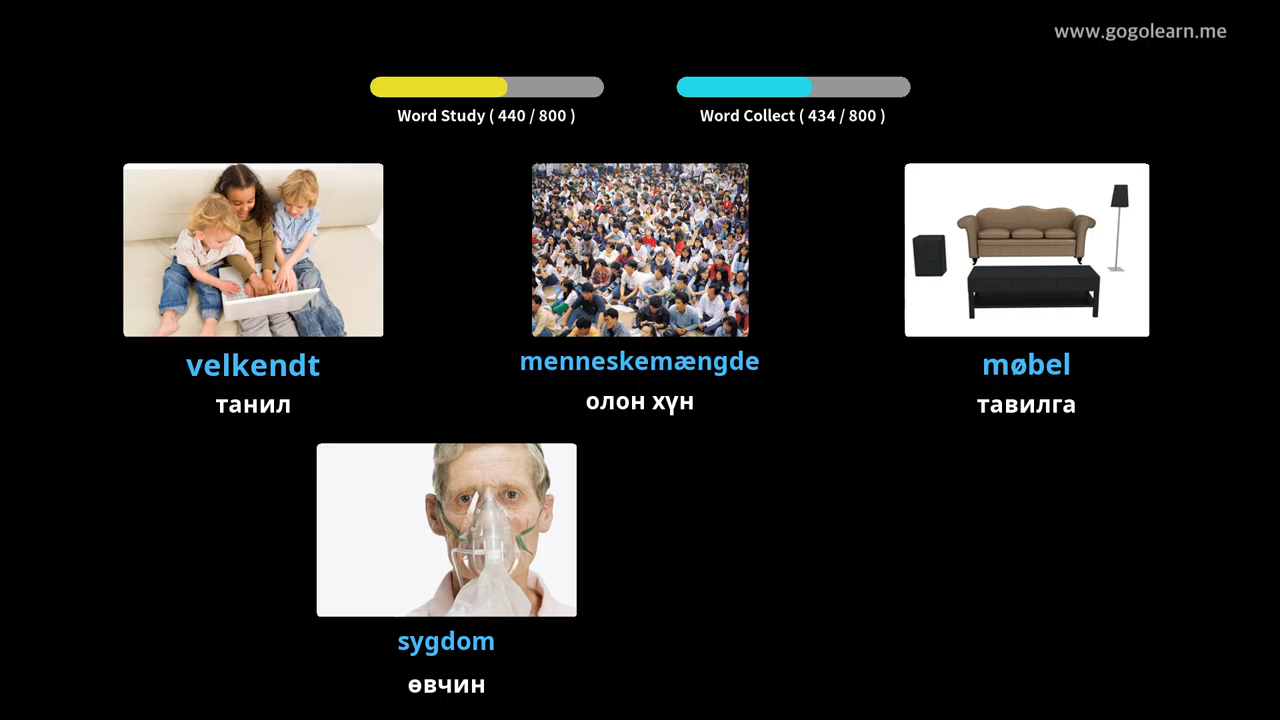 www.gogolearn.me
Word Study ( 440 / 800 )
Word Collect ( 434 / 800 )
velkendt
танил
menneskemængde
олон хүн
møbel
тавилга
sygdom
өвчин